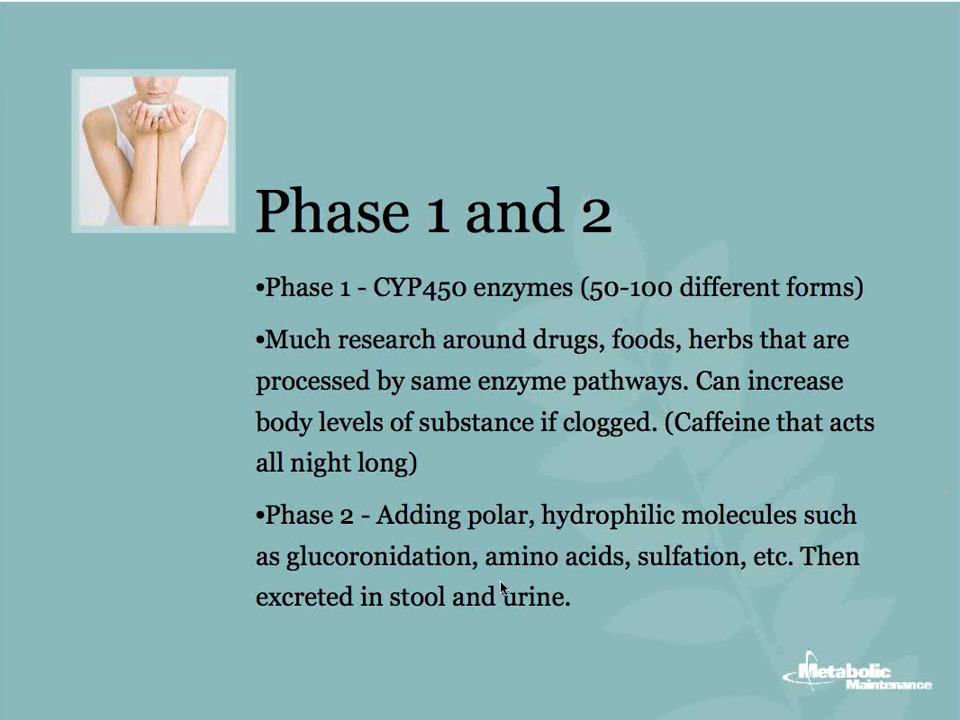 Phase 1 and 2
•Phase 1 - CYP450 enzymes (50-100 different forms)
•Much research around drugs, foods, herbs that are
processed by same enzyme pathways. Can increase
body levels of substance if clogged. (Caffeine that acts
all night long)
•Phase 2 - Adding polar, hydrophilic molecules such
as glucoronidation, amino acids, sulfation, etc. Then
excreted in stool and urine.
Metabolic
Maintenance